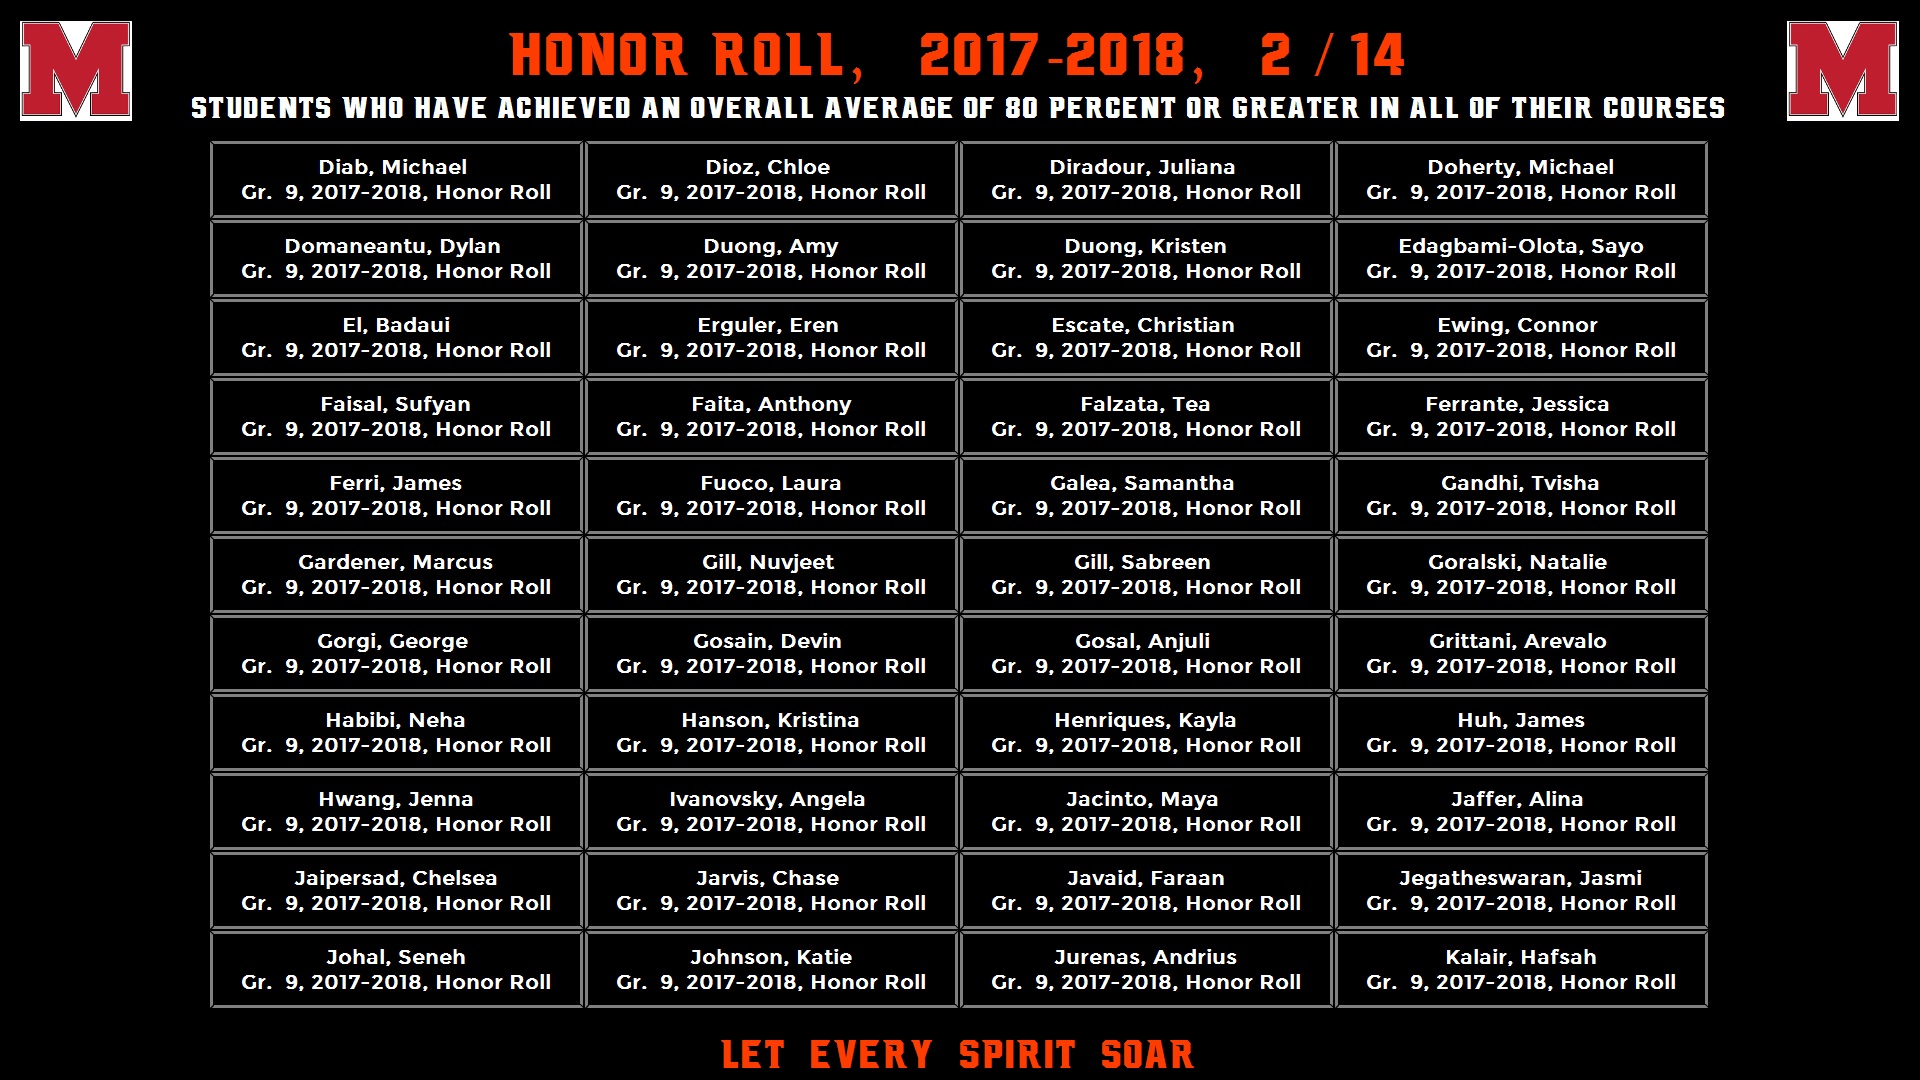 M
M
HONOR ROLL, 2017-2018, 2 / 14
STUDENTS WHO HAVE ACHIEVED AN OVERALL AVERAGE OF 80 PERCENT OR GREATER IN ALL OF THEIR COURSES
Diab, Michael
Gr. 9, 2017-2018, Honor Roll
Dioz, Chloe
Gr. 9, 2017-2018, Honor Roll
Diradour, Juliana
Gr. 9, 2017-2018, Honor Roll
Doherty, Michael
Gr. 9, 2017-2018, Honor Roll
Domaneantu, Dylan
Gr. 9, 2017-2018, Honor Roll
Duong, Amy
Gr. 9, 2017-2018, Honor Roll
Duong, Kristen
Gr. 9, 2017-2018, Honor Roll
Edagbami-Olota, Sayo
Gr. 9, 2017-2018, Honor Roll
El, Badaui
Gr. 9, 2017-2018, Honor Roll
Erguler, Eren
Gr. 9, 2017-2018, Honor Roll
Escate, Christian
Gr. 9, 2017-2018, Honor Roll
Ewing, Connor
Gr. 9, 2017-2018, Honor Roll
Faisal, Sufyan
Gr. 9, 2017-2018, Honor Roll
Faita, Anthony
Gr. 9, 2017-2018, Honor Roll
Falzata, Tea
Gr. 9, 2017-2018, Honor Roll
Ferrante, Jessica
Gr. 9, 2017-2018, Honor Roll
Ferri, James
Gr. 9, 2017-2018, Honor Roll
Fuoco, Laura
Gr. 9, 2017-2018, Honor Roll
Galea, Samantha
Gr. 9, 2017-2018, Honor Roll
Gandhi, Tvisha
Gr. 9, 2017-2018, Honor Roll
Gardener, Marcus
Gr. 9, 2017-2018, Honor Roll
Gill, Nuvjeet
Gr. 9, 2017-2018, Honor Roll
Gill, Sabreen
Gr. 9, 2017-2018, Honor Roll
Goralski, Natalie
Gr. 9, 2017-2018, Honor Roll
Gorgi, George
Gr. 9, 2017-2018, Honor Roll
Gosain, Devin
Gr. 9, 2017-2018, Honor Roll
Gosal, Anjuli
Gr. 9, 2017-2018, Honor Roll
Grittani, Arevalo
Gr. 9, 2017-2018, Honor Roll
Habibi, Neha
Gr. 9, 2017-2018, Honor Roll
Hanson, Kristina
Gr. 9, 2017-2018, Honor Roll
Henriques, Kayla
Gr. 9, 2017-2018, Honor Roll
Huh, James
Gr. 9, 2017-2018, Honor Roll
Hwang, Jenna
Gr. 9, 2017-2018, Honor Roll
Ivanovsky, Angela
Gr. 9, 2017-2018, Honor Roll
Jacinto, Maya
Gr. 9, 2017-2018, Honor Roll
Jaffer, Alina
Gr. 9, 2017-2018, Honor Roll
Jaipersad, Chelsea
Gr. 9, 2017-2018, Honor Roll
Jarvis, Chase
Gr. 9, 2017-2018, Honor Roll
Javaid, Faraan
Gr. 9, 2017-2018, Honor Roll
Jegatheswaran, Jasmi
Gr. 9, 2017-2018, Honor Roll
Johal, Seneh
Gr. 9, 2017-2018, Honor Roll
Johnson, Katie
Gr. 9, 2017-2018, Honor Roll
Jurenas, Andrius
Gr. 9, 2017-2018, Honor Roll
Kalair, Hafsah
Gr. 9, 2017-2018, Honor Roll
LET EVERY SPIRIT SOAR